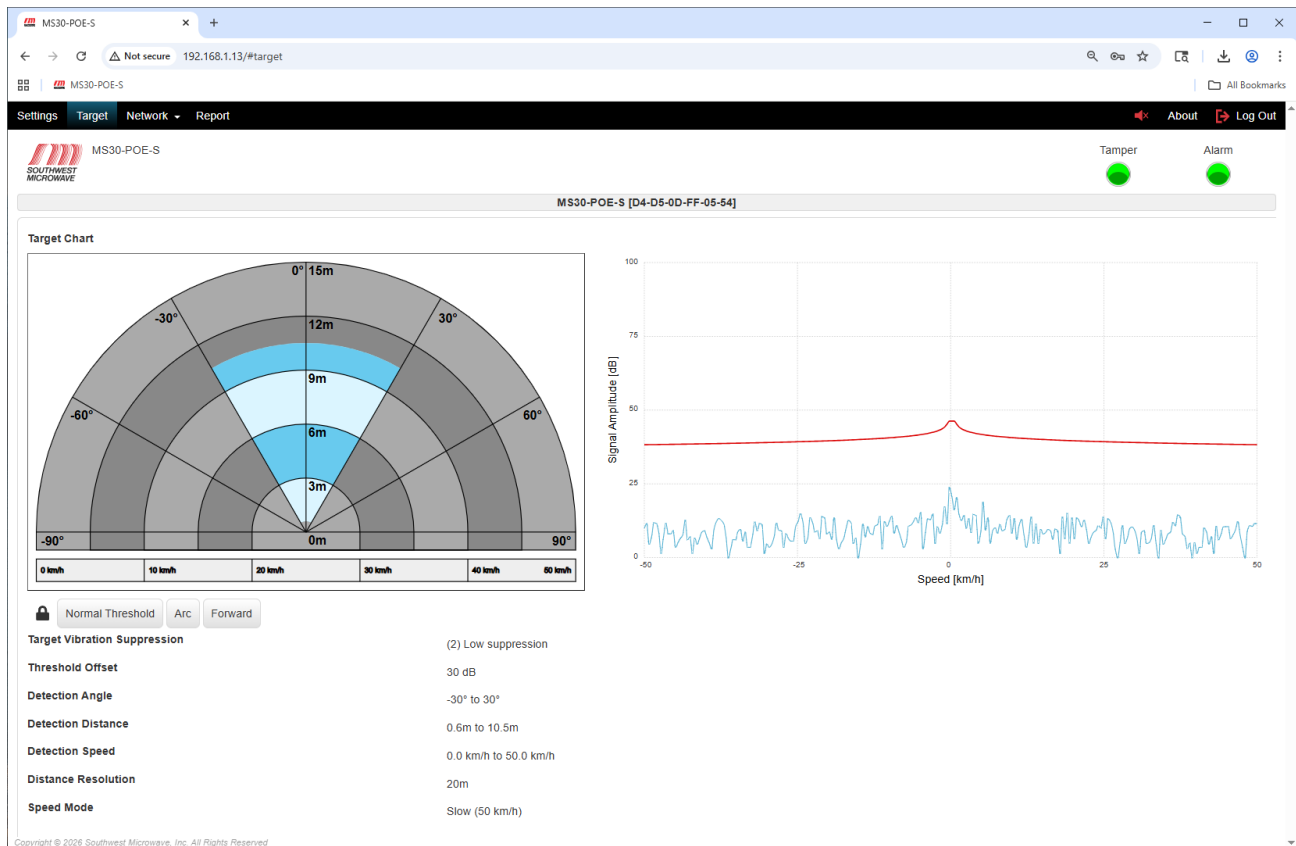 MS30-POE-S
Not secure 192.168.1.13/#target
MS30-POE-S
All Bookmarks
Settings Target Network Report About Log Out
SOUTHWEST
MICROWAVE
MS30-POE-S
Tamper Alarm
MS30-POE-S [D4-D5-0D-FF-05-54]
Target Chart
0° 15m
-30° 12m 30°
9m
-60° 6m 60°
3m
-90° 0m 90°
0 km/h 10 km/h 20 km/h 30 km/h 40 km/h 50 km/h
100
75
50
25
0
Signal Amplitude [dB]
-50 -25 0 25 50
Speed [km/h]
Normal Threshold Arc Forward
Target Vibration Suppression (2) Low suppression
Threshold Offset 30 dB
Detection Angle -30° to 30°
Detection Distance 0.6m to 10.5m
Detection Speed 0.0 km/h to 50.0 km/h
Distance Resolution 20m
Speed Mode Slow (50 km/h)
Copyright © 2026 Southwest Microwave, Inc. All Rights Reserved